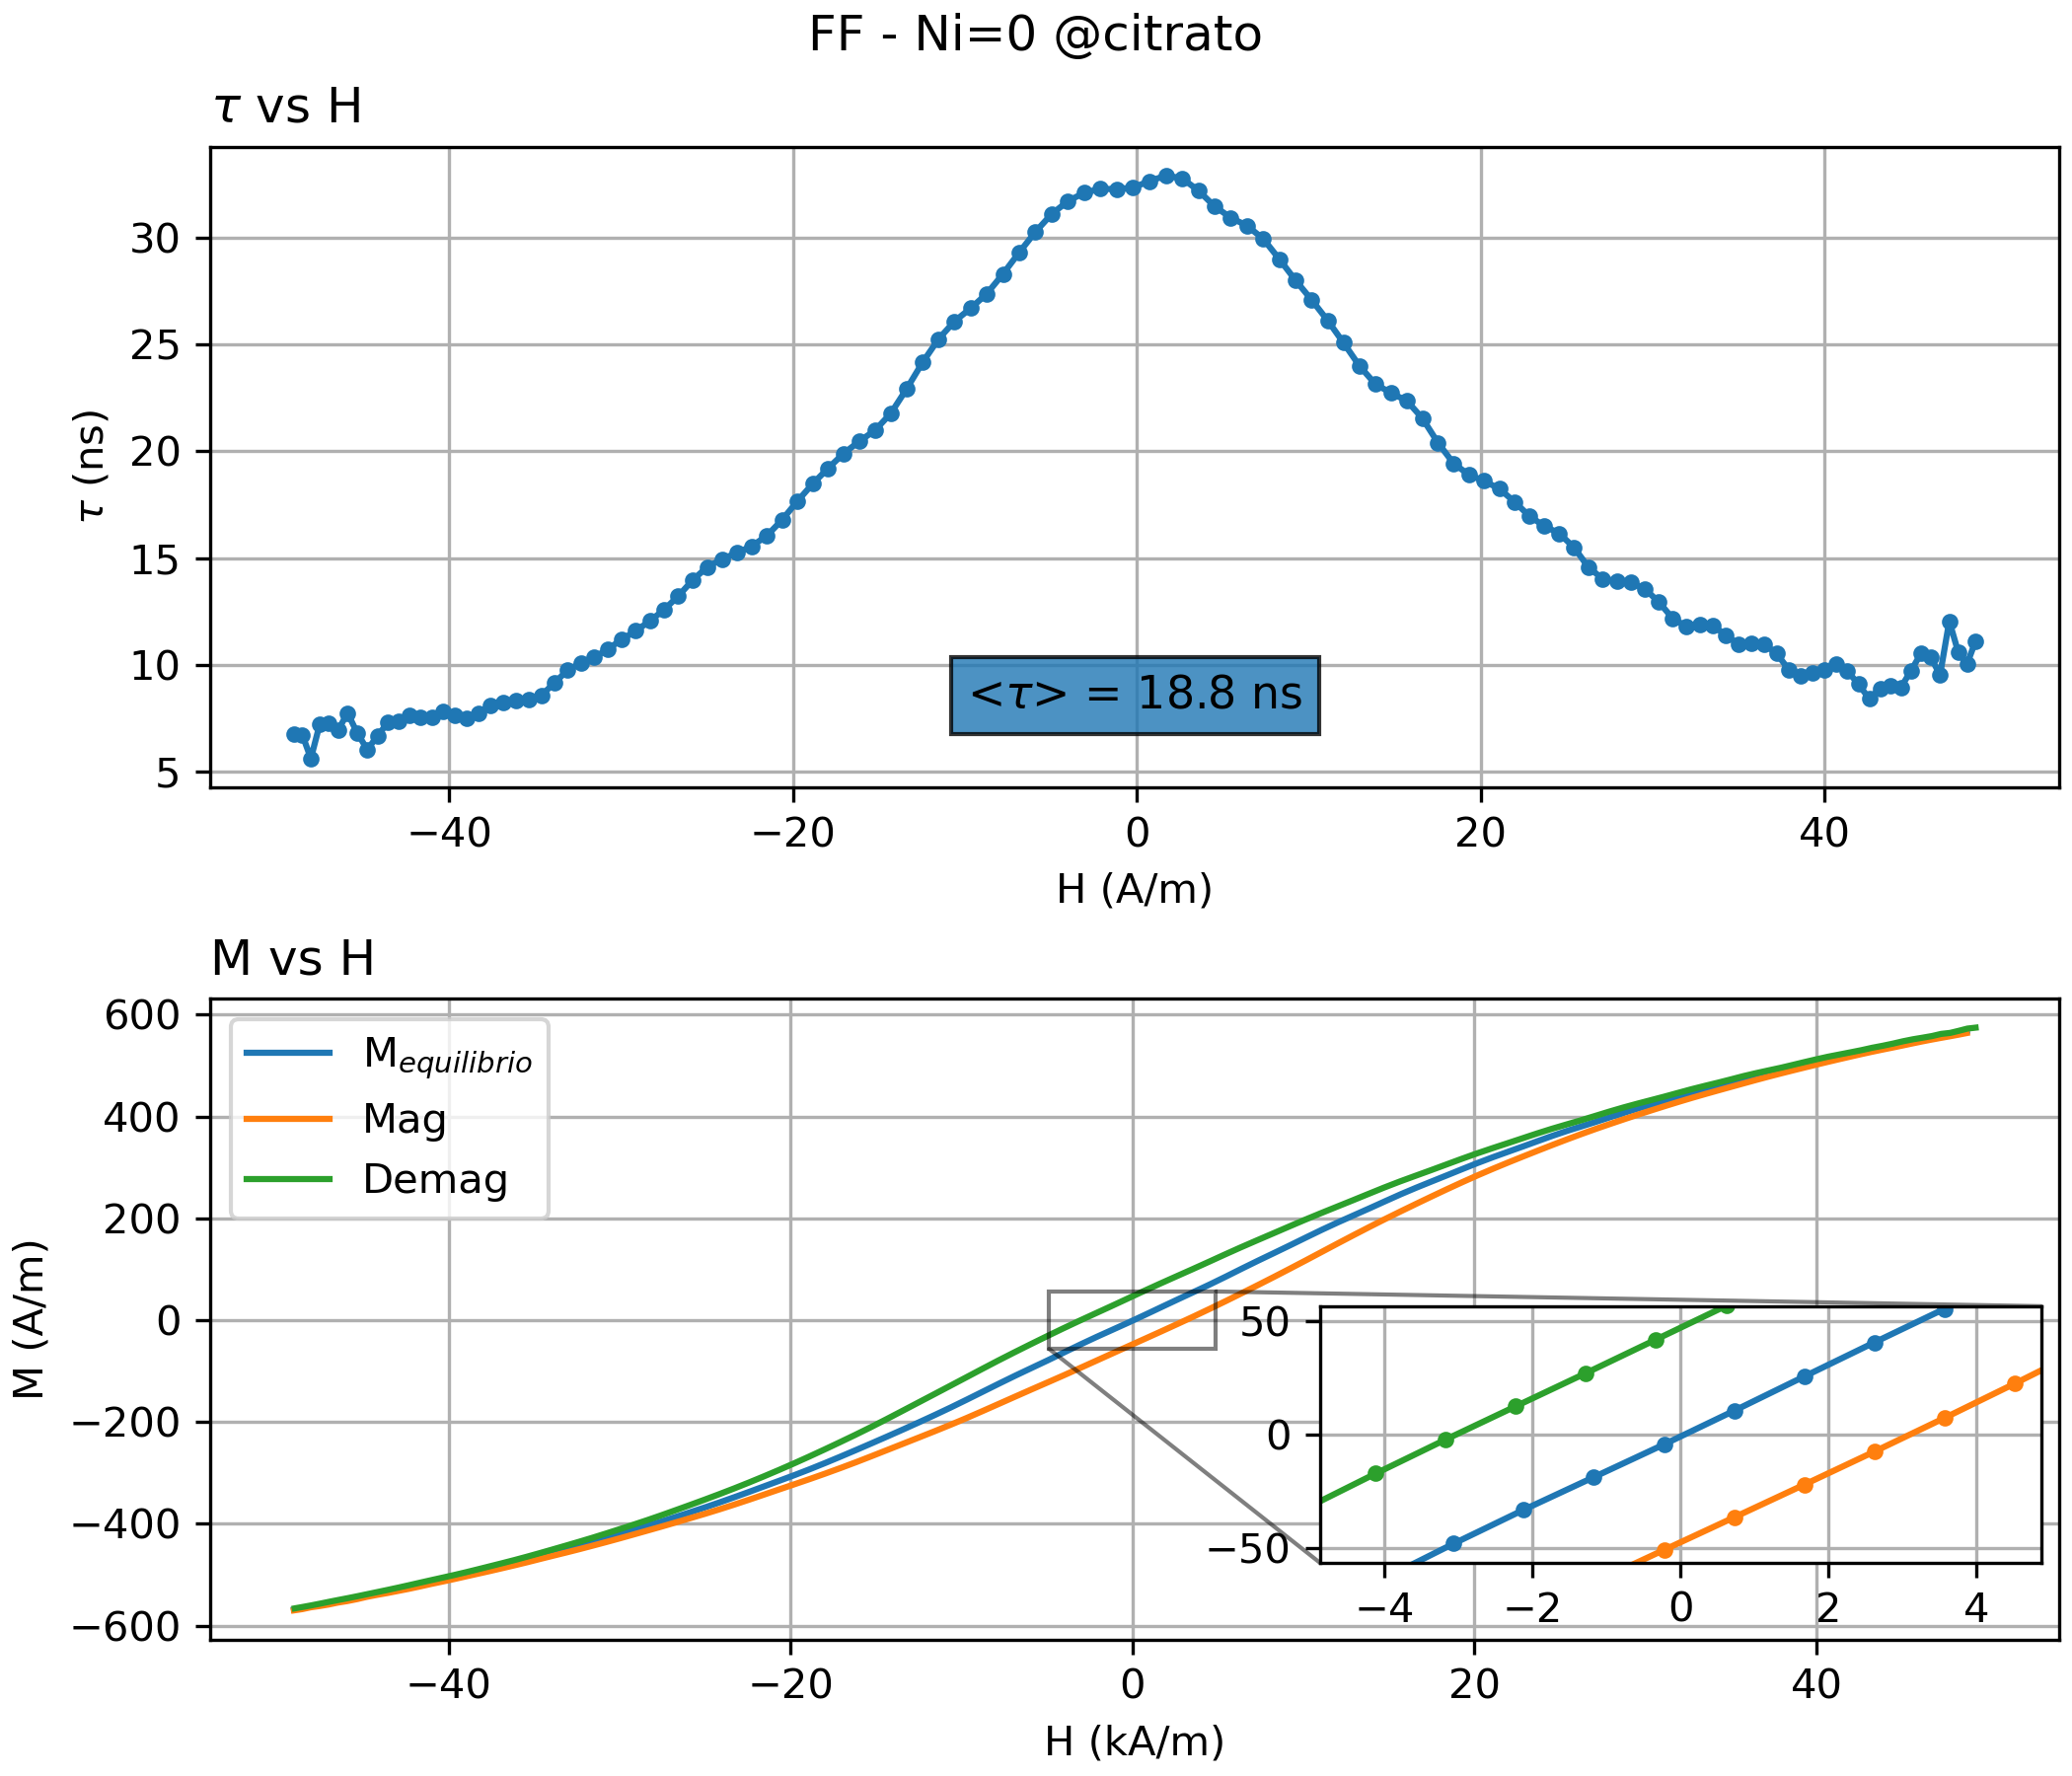 FF - Ni=0 @citrato
τ vs H
30
25
20
15
10
5
τ (ns)
<τ> = 18.8 ns
−40 −20 0 20 40
H (A/m)
M vs H
600
400
200
0
−200
−400
−600
M (A/m)
Mequilibrio
Mag
Demag
50
0
−50
−4 −2 0 2 4
−40 −20 0 20 40
H (kA/m)